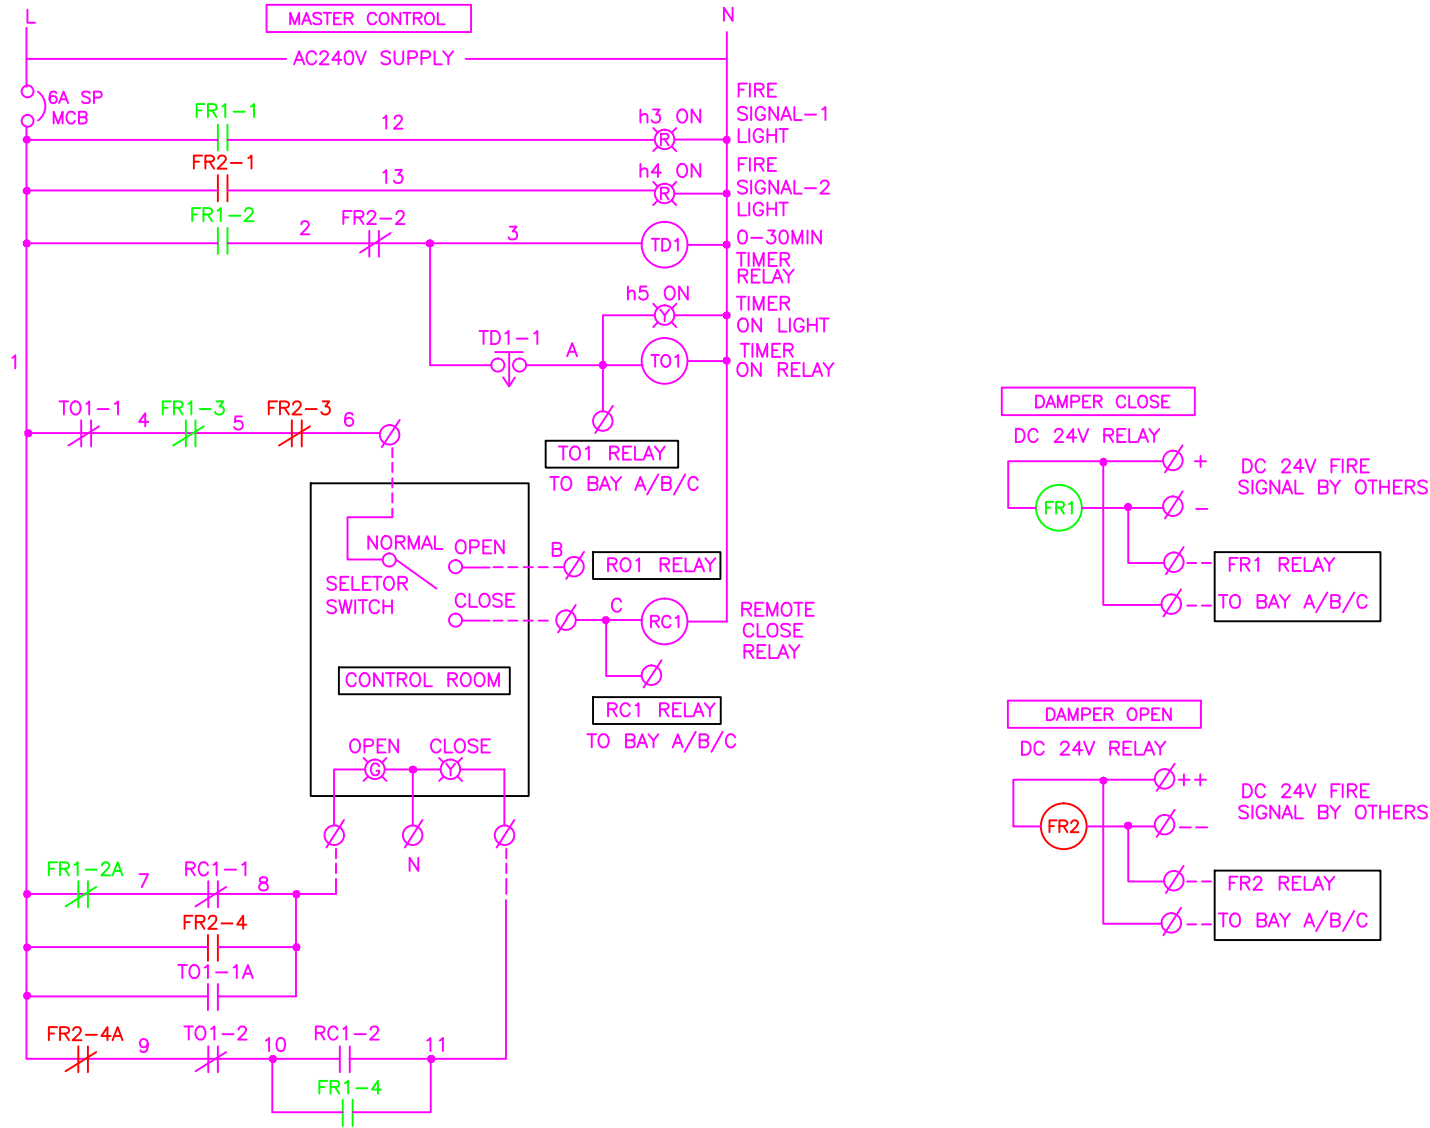 L
MASTER CONTROL
N
AC240V SUPPLY
6A SP
MCB
FR1-1
12
h3 ON
R
FIRE
SIGNAL-1
LIGHT
FR2-1
13
h4 ON
R
FIRE
SIGNAL-2
LIGHT
FR1-2
2
FR2-2
3
TD1
0-30MIN
TIMER
RELAY
h5 ON
Y
TIMER
ON LIGHT
TD1-1
A
TO1
TIMER
ON RELAY
1
TO1-1
4
FR1-3
5
FR2-3
6
TO1 RELAY
TO BAY A/B/C
NORMAL
OPEN
B
RO1 RELAY
SELETOR
SWITCH
CLOSE
C
RC1
REMOTE
CLOSE
RELAY
CONTROL ROOM
RC1 RELAY
TO BAY A/B/C
OPEN
CLOSE
G
Y
N
FR1-2A
7
RC1-1
8
FR2-4
TO1-1A
FR2-4A
9
TO1-2
10
RC1-2
11
FR1-4
DAMPER CLOSE
DC 24V RELAY
+
DC 24V FIRE
SIGNAL BY OTHERS
FR1
-
FR1 RELAY
TO BAY A/B/C
DAMPER OPEN
DC 24V RELAY
++
DC 24V FIRE
SIGNAL BY OTHERS
FR2
--
FR2 RELAY
TO BAY A/B/C